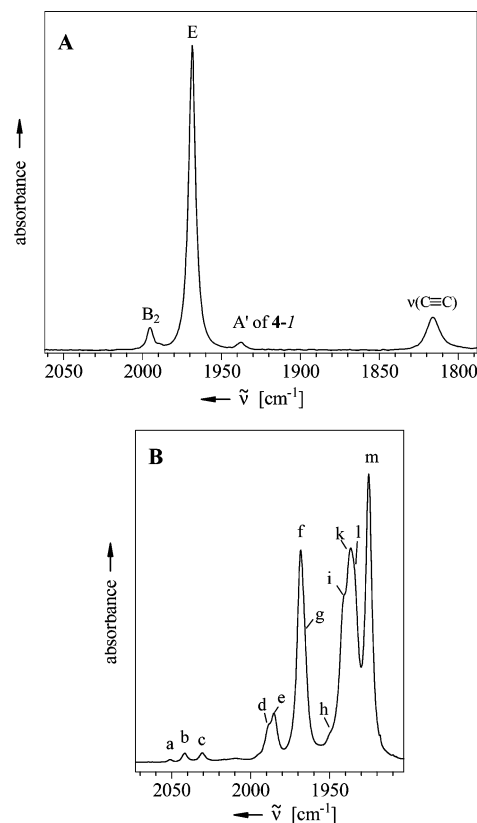 A
E
B₂
A' of 4-1
ν(C≡C)
absorbance →
2050 2000 1950 1900 1850 1800
← ν̃ [cm⁻¹]
B
m
f
k
l
i
g
d
e
h
a
b
c
absorbance →
2050 2000 1950
← ν̃ [cm⁻¹]